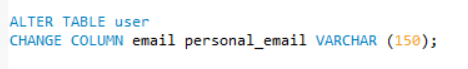 ALTER TABLE user
CHANGE COLUMN email personal_email VARCHAR (150);